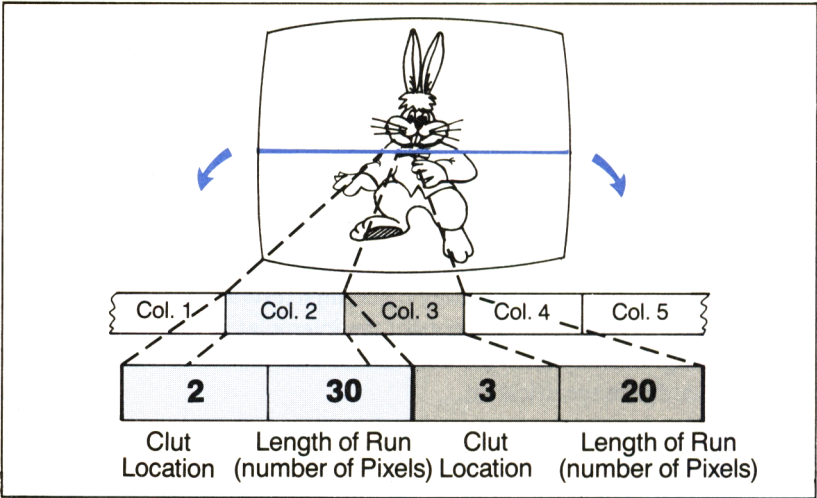 Col. 1 Col. 2 Col. 3 Col. 4 Col. 5
2 30 3 20
Clut Location
Length of Run (number of Pixels)
Clut Location
Length of Run (number of Pixels)